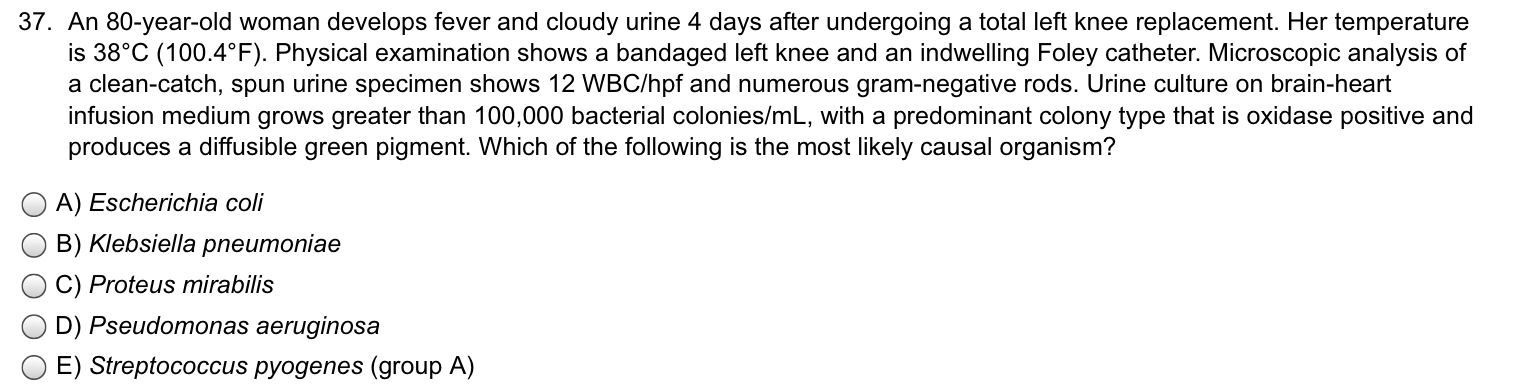 37. An 80-year-old woman develops fever and cloudy urine 4 days after undergoing a total left knee replacement. Her temperature
is 38°C (100.4°F). Physical examination shows a bandaged left knee and an indwelling Foley catheter. Microscopic analysis of
a clean-catch, spun urine specimen shows 12 WBC/hpf and numerous gram-negative rods. Urine culture on brain-heart
infusion medium grows greater than 100,000 bacterial colonies/mL, with a predominant colony type that is oxidase positive and
produces a diffusible green pigment. Which of the following is the most likely causal organism?
A) Escherichia coli
B) Klebsiella pneumoniae
C) Proteus mirabilis
D) Pseudomonas aeruginosa
E) Streptococcus pyogenes (group A)